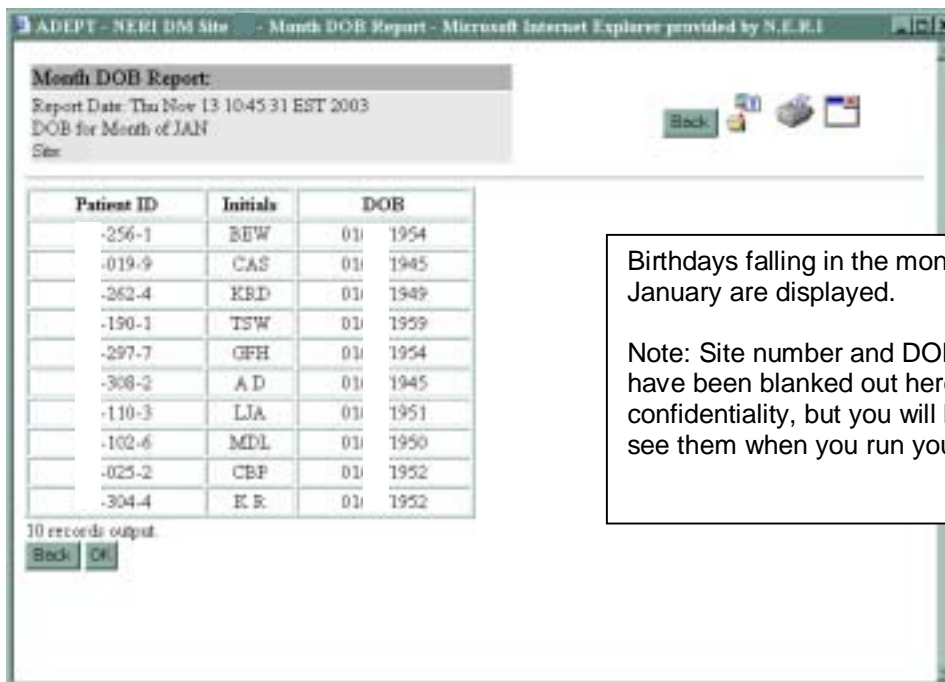 ADEPT - NERI DM Site - Month DOB Report - Microsoft Internet Explorer provided by N.E.R.I
Month DOB Report:
Report Date: Thu Nov 13 10:45:31 EST 2003
DOB for Month of JAN
Site:
Back
Patient ID Initials DOB
-256-1 BEW 01/ 1954
-019-9 CAS 01/ 1945
-262-4 KRD 01/ 1949
-190-1 TSW 01/ 1959
-297-7 GFH 01/ 1954
-308-2 A D 01/ 1945
-110-3 LJA 01/ 1951
-102-6 MDL 01/ 1950
-025-2 CBP 01/ 1952
-304-4 K R 01/ 1952
10 records output.
Back OK
Birthdays falling in the mon
January are displayed.
Note: Site number and DO
have been blanked out her
confidentiality, but you will
see them when you run you